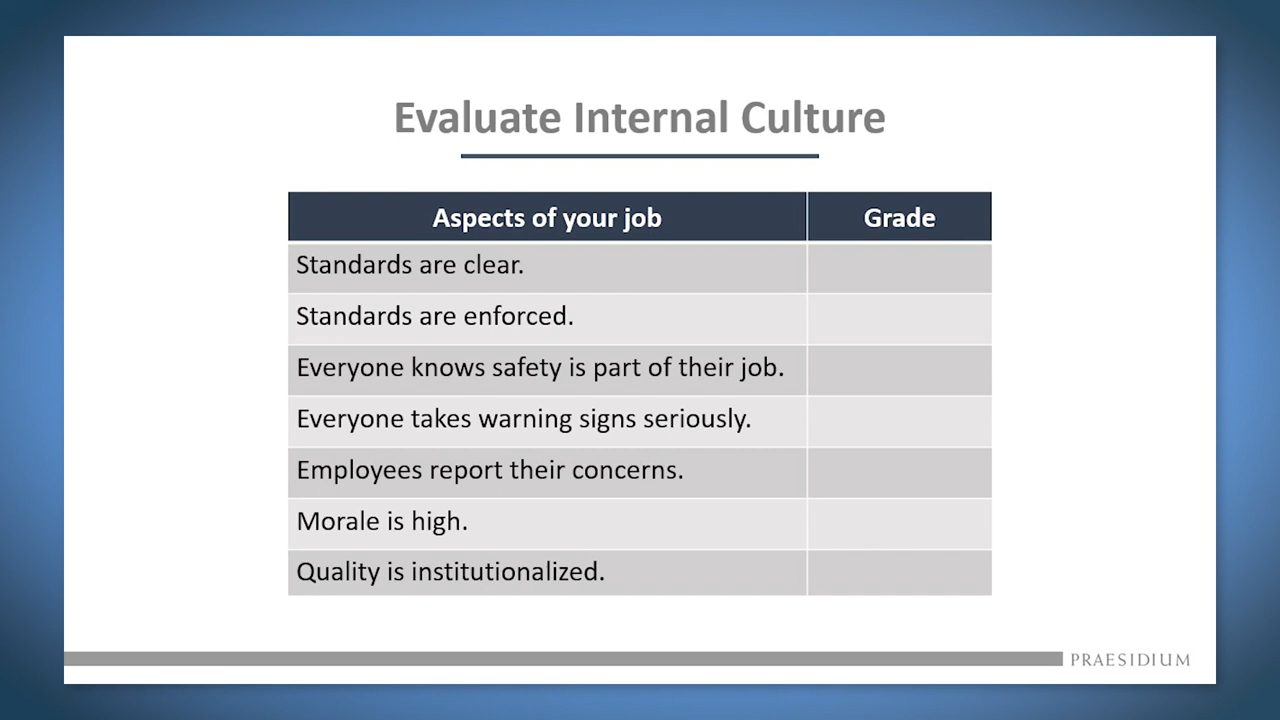 Evaluate Internal Culture
Aspects of your job Grade
Standards are clear.
Standards are enforced.
Everyone knows safety is part of their job.
Everyone takes warning signs seriously.
Employees report their concerns.
Morale is high.
Quality is institutionalized.
PRAESIDIUM